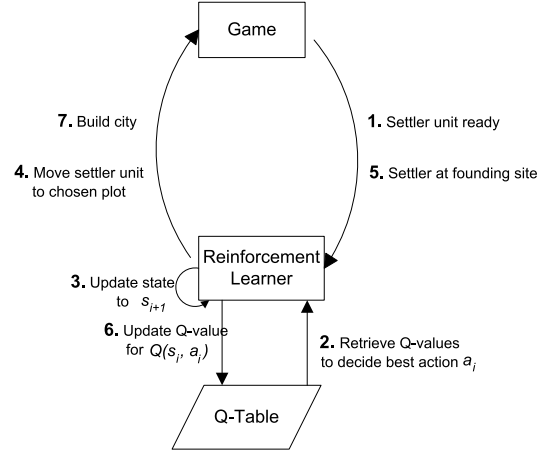 Game
7. Build city
1. Settler unit ready
4. Move settler unit
to chosen plot
5. Settler at founding site
Reinforcement
Learner
3. Update state
to s_{i+1}
6. Update Q-value
for Q(s_i, a_i)
2. Retrieve Q-values
to decide best action a_i
Q-Table